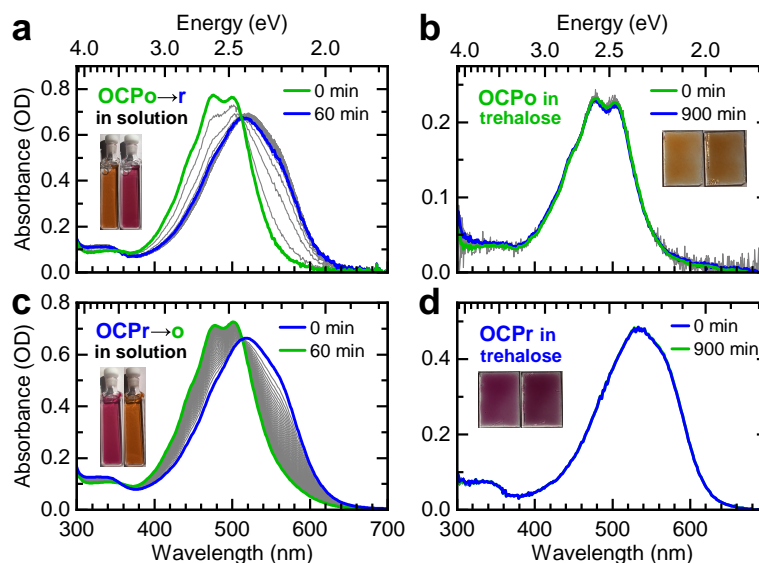 Energy (eV)
Energy (eV)
a
4.0 3.0 2.5 2.0
b
4.0 3.0 2.5 2.0
Absorbance (OD)
0.8
0.6
0.4
0.2
0.0
OCPo→r
in solution
0 min
60 min
Absorbance (OD)
0.2
0.1
0.0
OCPo in
trehalose
0 min
900 min
c
Absorbance (OD)
0.8
0.6
0.4
0.2
0.0
OCPr→o
in solution
0 min
60 min
300 400 500 600 700
Wavelength (nm)
d
0.6
0.4
0.2
0.0
OCPr in
trehalose
0 min
900 min
300 400 500 600
Wavelength (nm)